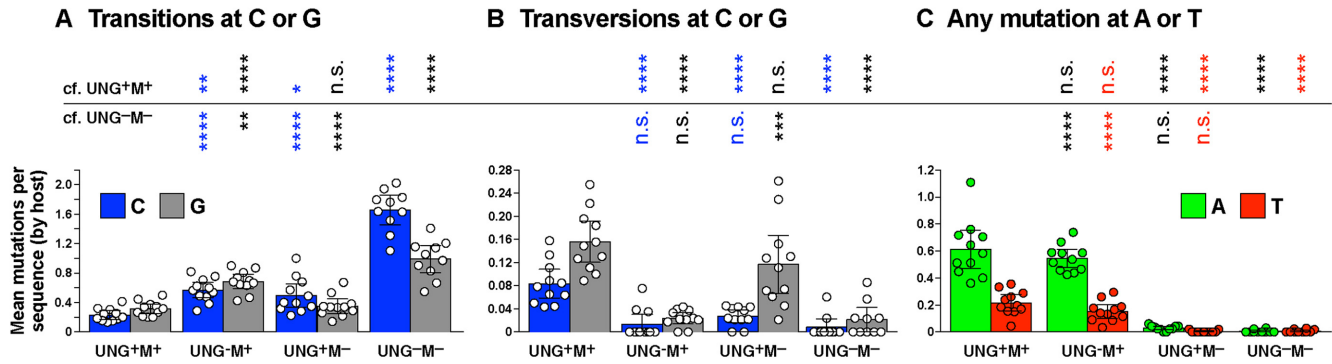 A Transitions at C or G
B Transversions at C or G
C Any mutation at A or T
cf. UNG+M+ ** **** * n.s. **** **** **** **** **** n.s. **** **** n.s. n.s. **** **** **** ****
cf. UNG–M– **** ** **** **** n.s. n.s. n.s. *** **** **** n.s. n.s.
Mean mutations per
sequence (by host)
2.0
1.6
1.2
0.8
0.4
0
C G
UNG+M+ UNG-M+ UNG+M– UNG–M–
0.28
0.24
0.20
0.16
0.12
0.08
0.04
0.00
UNG+M+ UNG-M+ UNG+M– UNG–M–
1.2
1.0
0.8
0.6
0.4
0.2
0
A T
UNG+M+ UNG-M+ UNG+M– UNG–M–